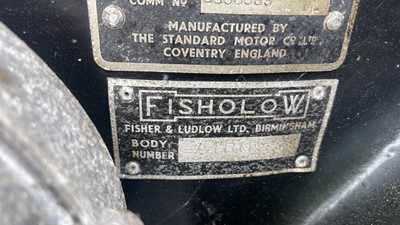 COMM No
MANUFACTURED BY
THE STANDARD MOTOR Co LTD
COVENTRY ENGLAND
FISHOLOW
FISHER & LUDLOW LTD. BIRMINGHAM
BODY
NUMBER